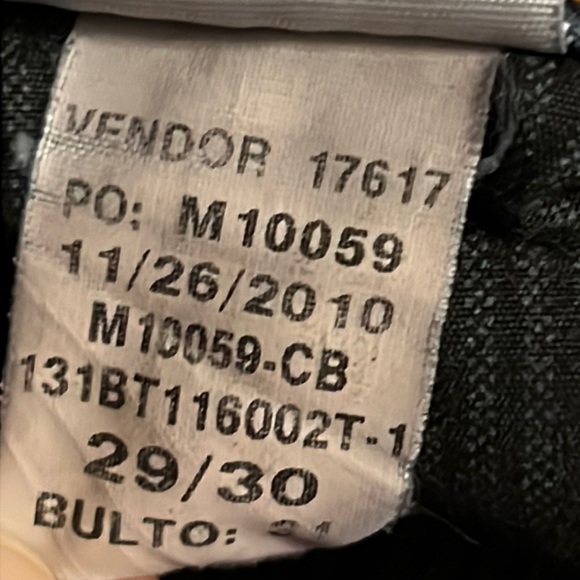 VENDOR 17617
PO: M10059
11/26/2010
M10059-CB
131BT116002T-1
29/30
BULTO: